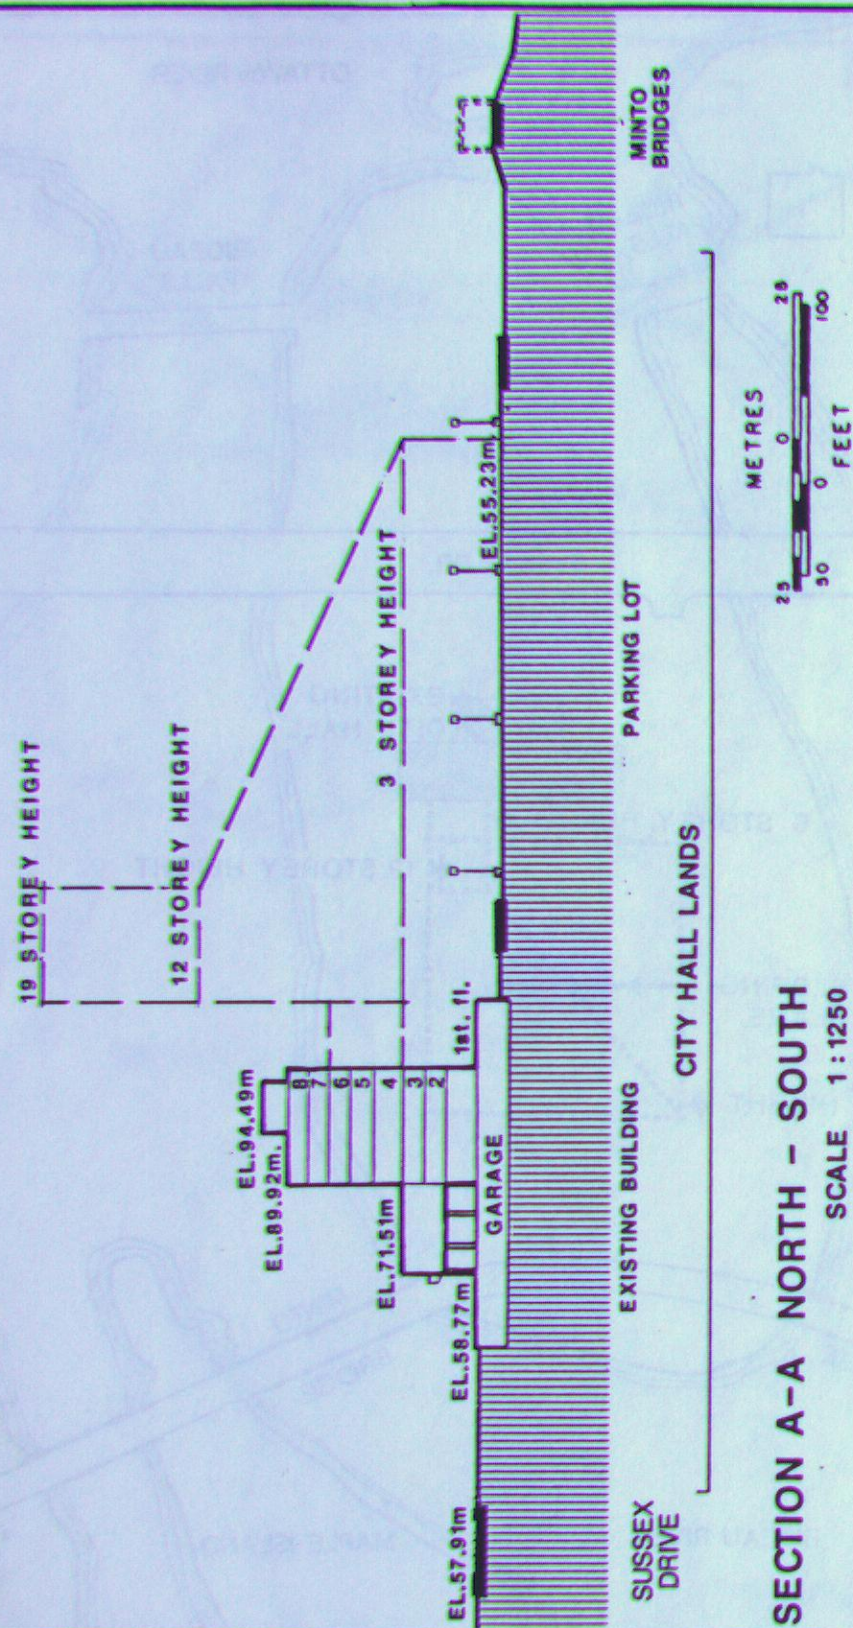 19 STOREY HEIGHT
12 STOREY HEIGHT
3 STOREY HEIGHT
EL.94.49m
EL.89.92m.
EL.71.51m
EL.58.77m
EL.57.91m
EL.55.23m
8
7
6
5
4
3
2
1st. fl.
GARAGE
SUSSEX
DRIVE
EXISTING BUILDING
PARKING LOT
MINTO
BRIDGES
CITY HALL LANDS
METRES
25 0 25
50 0 100
FEET
SECTION A-A NORTH - SOUTH
SCALE 1:1250